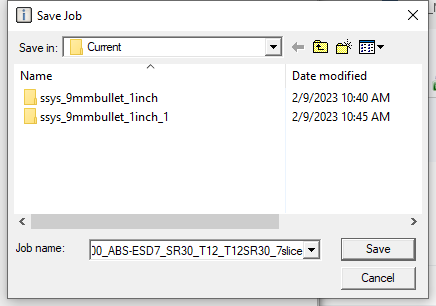 Save Job
Save in: Current
Name Date modified
ssys_9mmbullet_1inch 2/9/2023 10:40 AM
ssys_9mmbullet_1inch_1 2/9/2023 10:45 AM
Job name: 00_ABS-ESD7_SR30_T12_T12SR30_7slice Save
Cancel